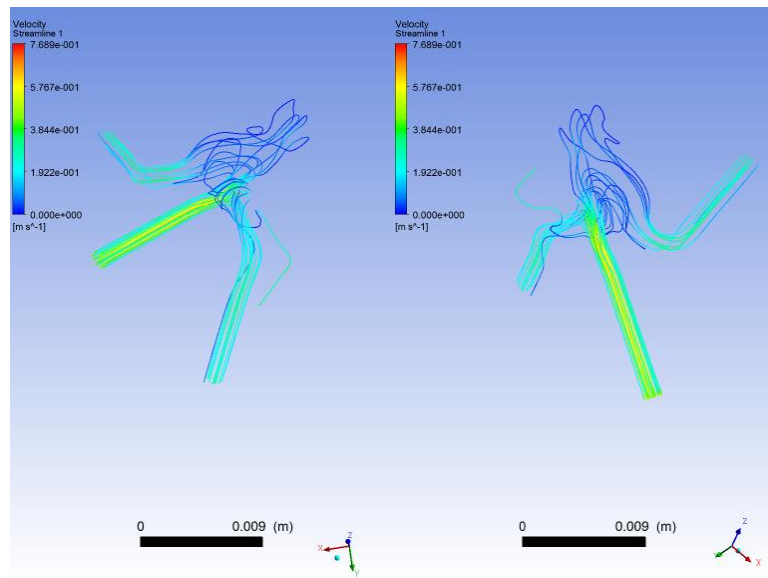 Velocity
Streamline 1
7.689e-001
5.767e-001
3.844e-001
1.922e-001
0.000e+000
[m s^-1]
Velocity
Streamline 1
7.689e-001
5.767e-001
3.844e-001
1.922e-001
0.000e+000
[m s^-1]
0 0.009 (m)
Z
X
Y
0 0.009 (m)
Z
Y
X